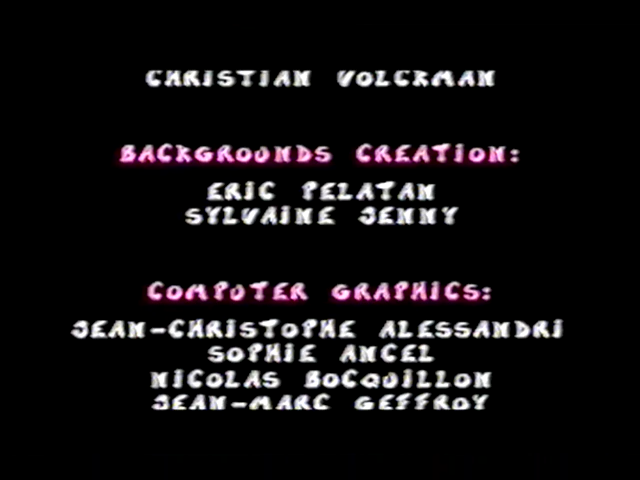 CHRISTIAN VOLCKMAN
BACKGROUNDS CREATION:
ERIC PELATAN
SYLVAINE JENNY
COMPUTER GRAPHICS:
JEAN-CHRISTOPHE ALESSANDRI
SOPHIE ANCEL
NICOLAS BOCQUILLON
JEAN-MARC GEFFROY